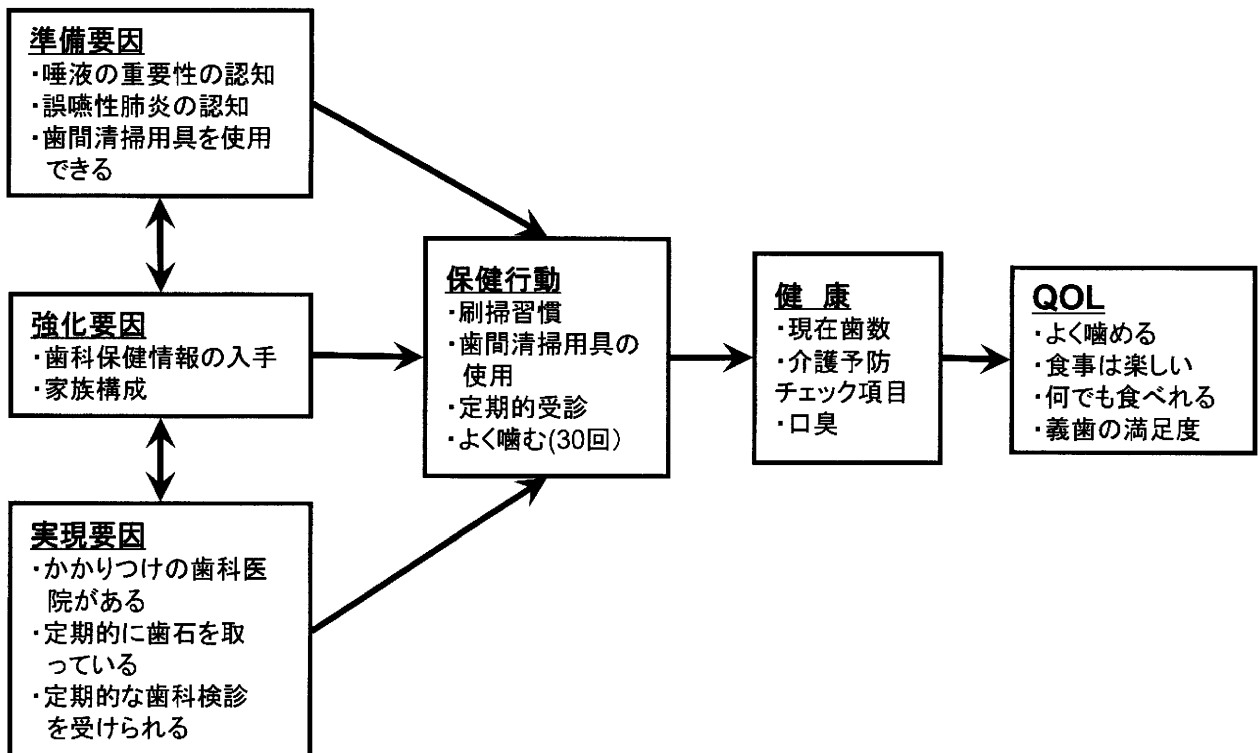 準備要因
・唾液の重要性の認知
・誤嚥性肺炎の認知
・歯間清掃用具を使用
できる
強化要因
・歯科保健情報の入手
・家族構成
実現要因
・かかりつけの歯科医
院がある
・定期的に歯石を取
っている
・定期的な歯科検診
を受けられる
保健行動
・刷掃習慣
・歯間清掃用具の
使用
・定期的受診
・よく噛む(30回)
健 康
・現在歯数
・介護予防
チェック項目
・口臭
QOL
・よく噛める
・食事は楽しい
・何でも食べれる
・義歯の満足度